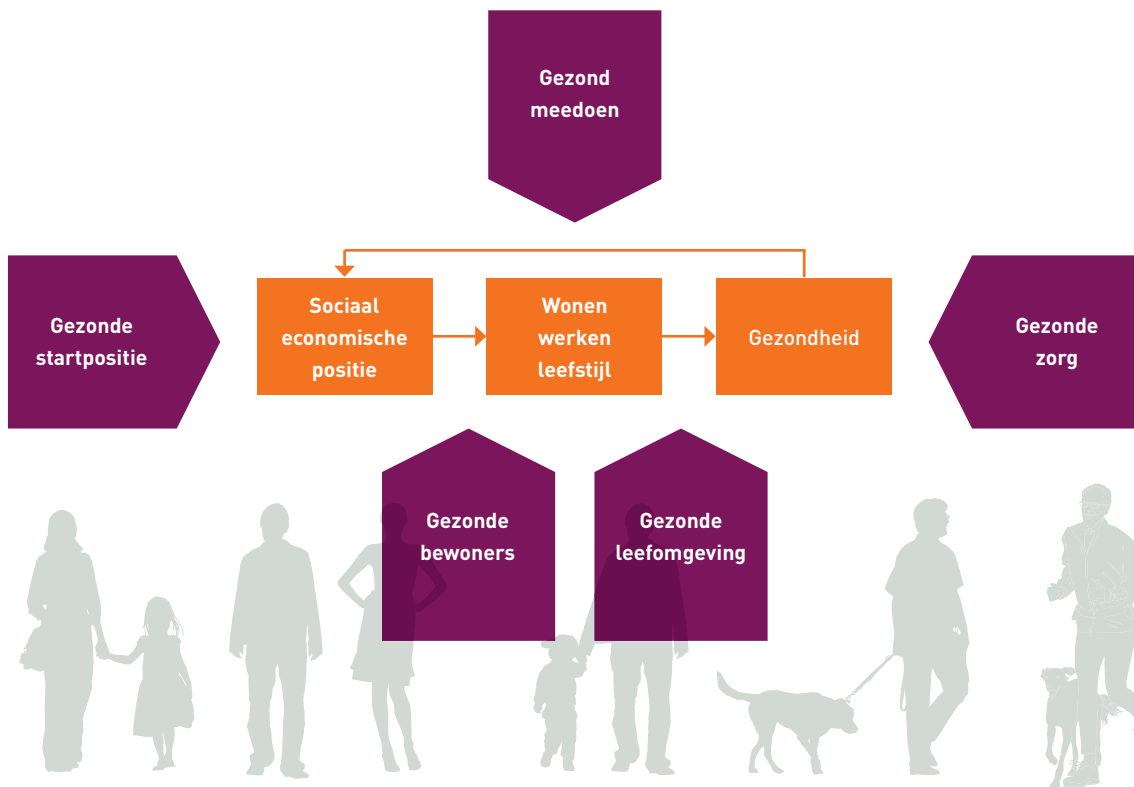 Gezond
meedoen
Gezonde
startpositie
Sociaal
economische
positie
Wonen
werken
leefstijl
Gezondheid
Gezonde
zorg
Gezonde
bewoners
Gezonde
leefomgeving